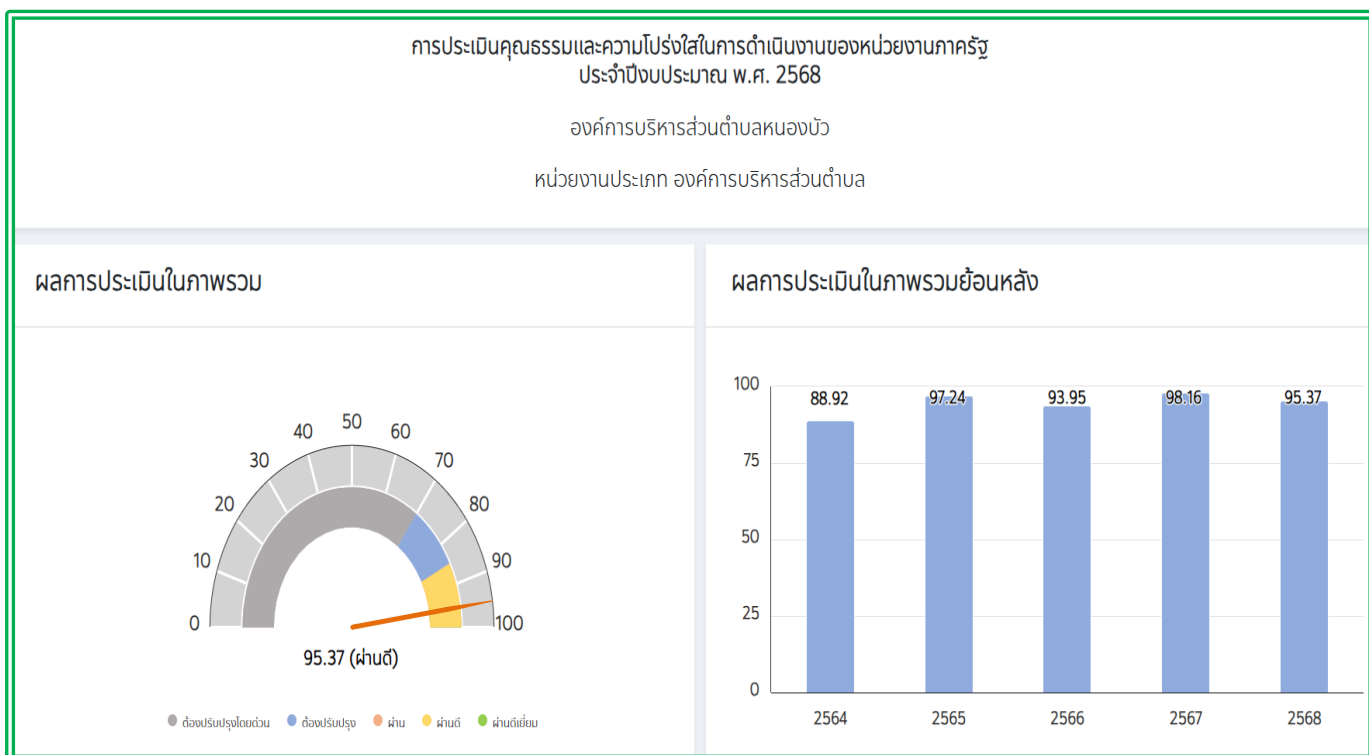 การประเมินคุณธรรมและความโปร่งใสในการดำเนินงานของหน่วยงานภาครัฐ
ประจำปีงบประมาณ พ.ศ. 2568
องค์การบริหารส่วนตำบลหนองบัว
หน่วยงานประเภท องค์การบริหารส่วนตำบล
ผลการประเมินในภาพรวม
0
10
20
30
40
50
60
70
80
90
100
95.37 (ผ่านดี)
ต้องปรับปรุงโดยด่วน ต้องปรับปรุง ผ่าน ผ่านดี ผ่านดีเยี่ยม
ผลการประเมินในภาพรวมย้อนหลัง
100
75
50
25
0
88.92 97.24 93.95 98.16 95.37
2564 2565 2566 2567 2568